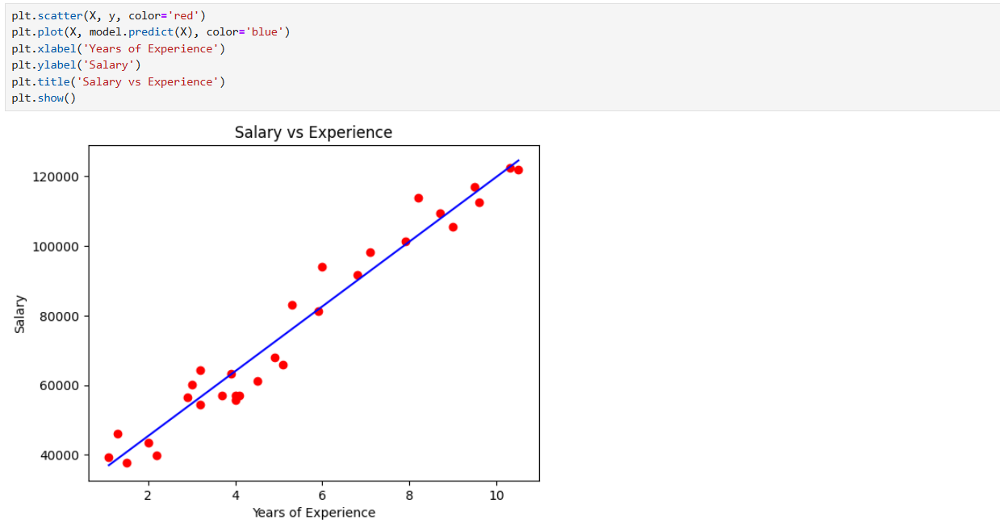 plt.scatter(X, y, color='red')
plt.plot(X, model.predict(X), color='blue')
plt.xlabel('Years of Experience')
plt.ylabel('Salary')
plt.title('Salary vs Experience')
plt.show()
Salary vs Experience
120000
100000
80000
60000
40000
Salary
2 4 6 8 10
Years of Experience